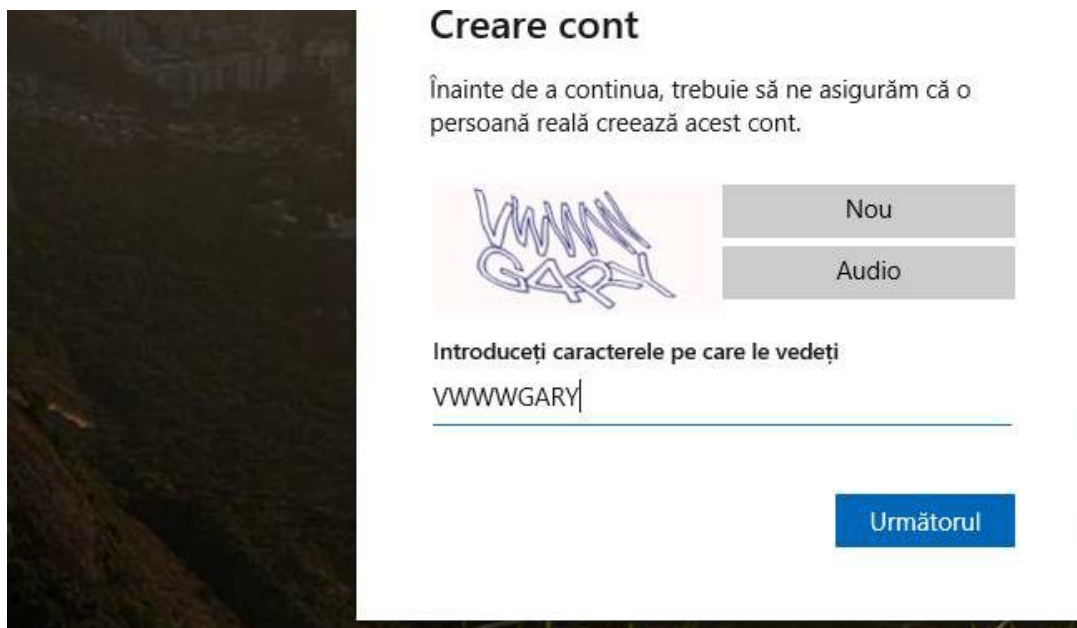 Creare cont
Înainte de a continua, trebuie să ne asigurăm că o
persoană reală creează acest cont.
Nou
Audio
Introduceți caracterele pe care le vedeți
VWWWGARY
Următorul